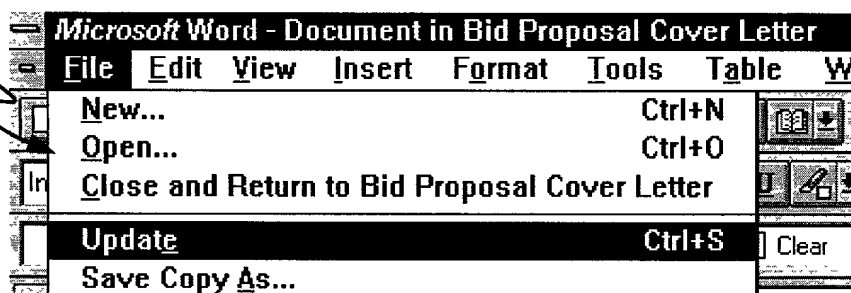 Microsoft Word - Document in Bid Proposal Cover Letter
File Edit View Insert Format Tools Table W
New... Ctrl+N
Open... Ctrl+O
In
Close and Return to Bid Proposal Cover Letter U
Update Ctrl+S Clear
Save Copy As...